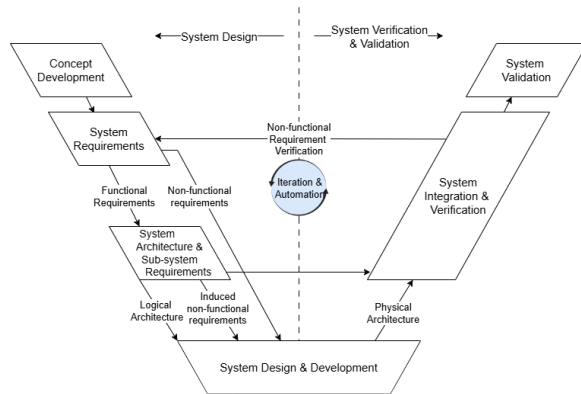 System Design
System Verification
& Validation
Concept
Development
System
Validation
System
Requirements
Non-functional
Requirement
Verification
Functional
Requirements
Non-functional
requirements
Iteration &
Automation
System
Integration &
Verification
System
Architecture &
Sub-system
Requirements
Logical
Architecture
Induced
non-functional
requirements
Physical
Architecture
System Design & Development